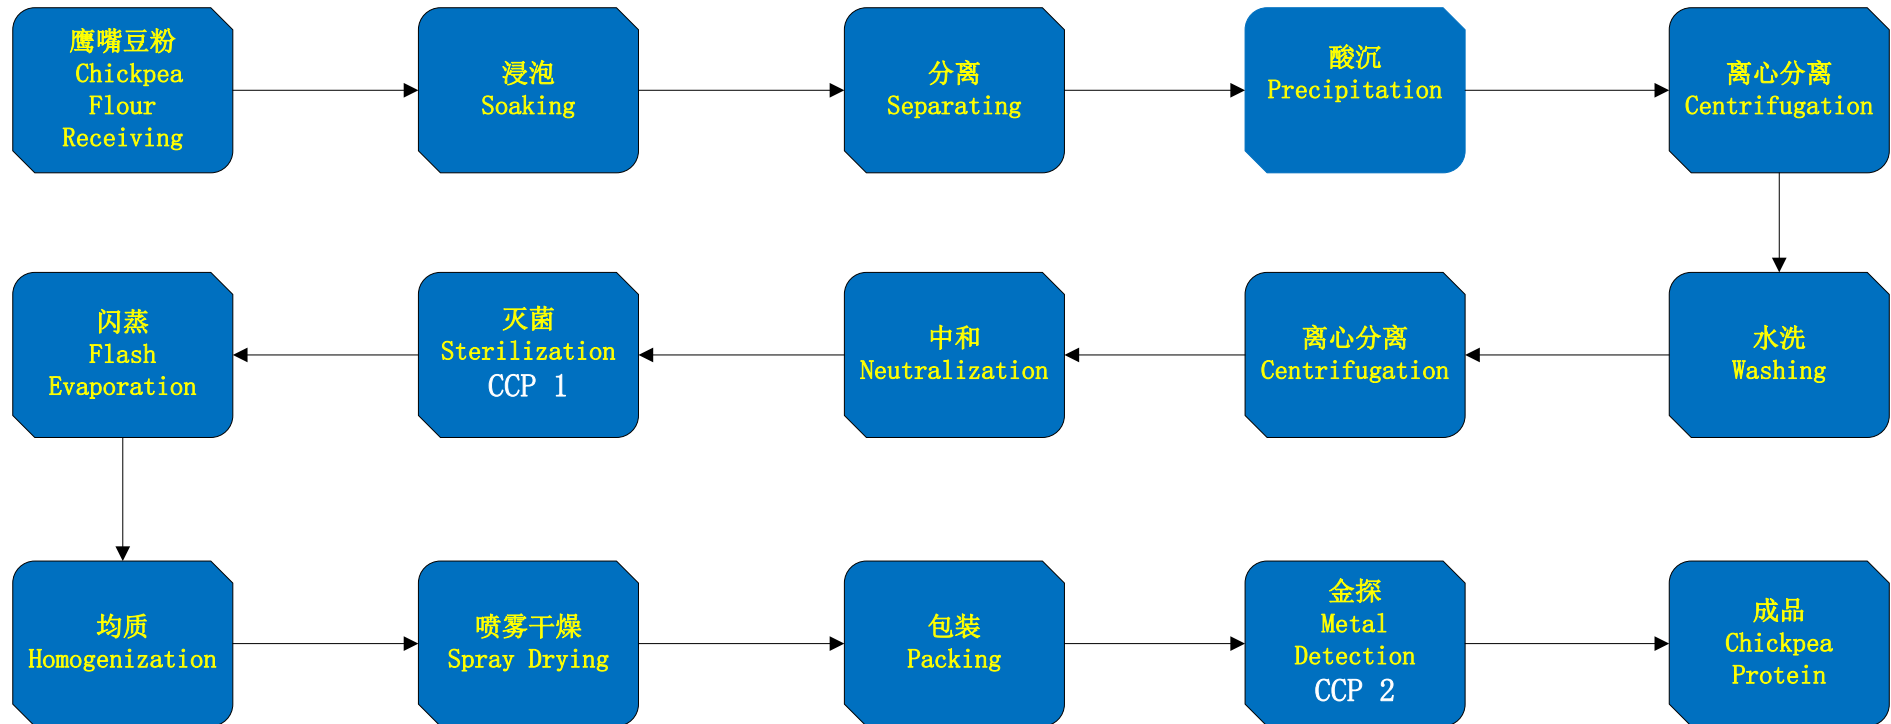 鹰嘴豆粉
Chickpea
Flour
Receiving
浸泡
Soaking
分离
Separating
酸沉
Precipitation
离心分离
Centrifugation
水洗
Washing
离心分离
Centrifugation
中和
Neutralization
灭菌
Sterilization
CCP 1
闪蒸
Flash
Evaporation
均质
Homogenization
喷雾干燥
Spray Drying
包装
Packing
金探
Metal
Detection
CCP 2
成品
Chickpea
Protein